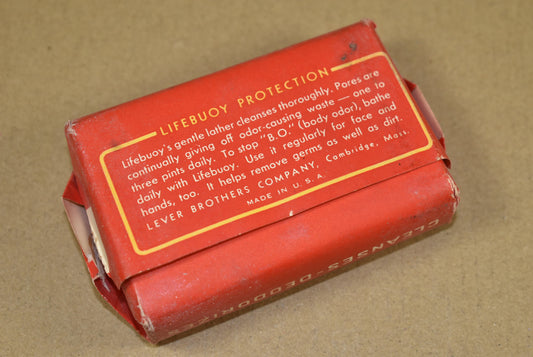 LIFEBUOY PROTECTION
Lifebuoy's gentle lather cleanses thoroughly. Pores are
continually giving off odor-causing waste — one to
three pints daily. To stop "B.O." (body odor), bathe
daily with Lifebuoy. Use it regularly for face and
hands, too. It helps remove germs as well as dirt.
LEVER BROTHERS COMPANY, Cambridge, Mass.
MADE IN U.S.A.
CLEANSES-DEODORIZES